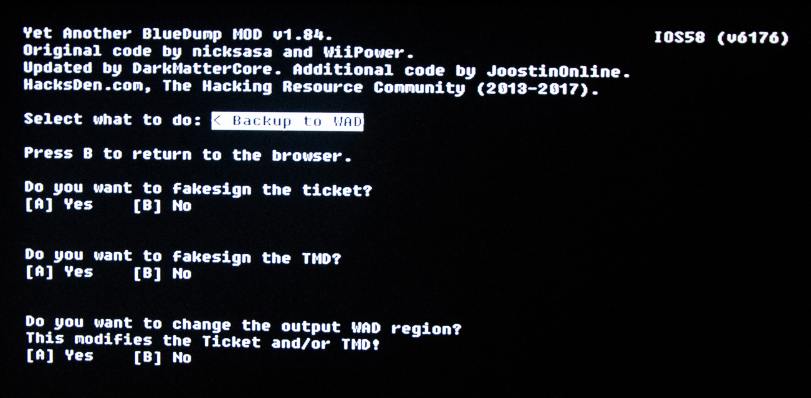 Yet Another BlueDump MOD v1.84.
IOS58 (v6176)
Original code by nicksasa and WiiPower.
Updated by DarkMatterCore. Additional code by JoostinOnline.
HacksDen.com, The Hacking Resource Community (2013-2017).
Select what to do: < Backup to WAD
Press B to return to the browser.
Do you want to fakesign the ticket?
[A] Yes [B] No
Do you want to fakesign the TMD?
[A] Yes [B] No
Do you want to change the output WAD region?
This modifies the Ticket and/or TMD!
[A] Yes [B] No